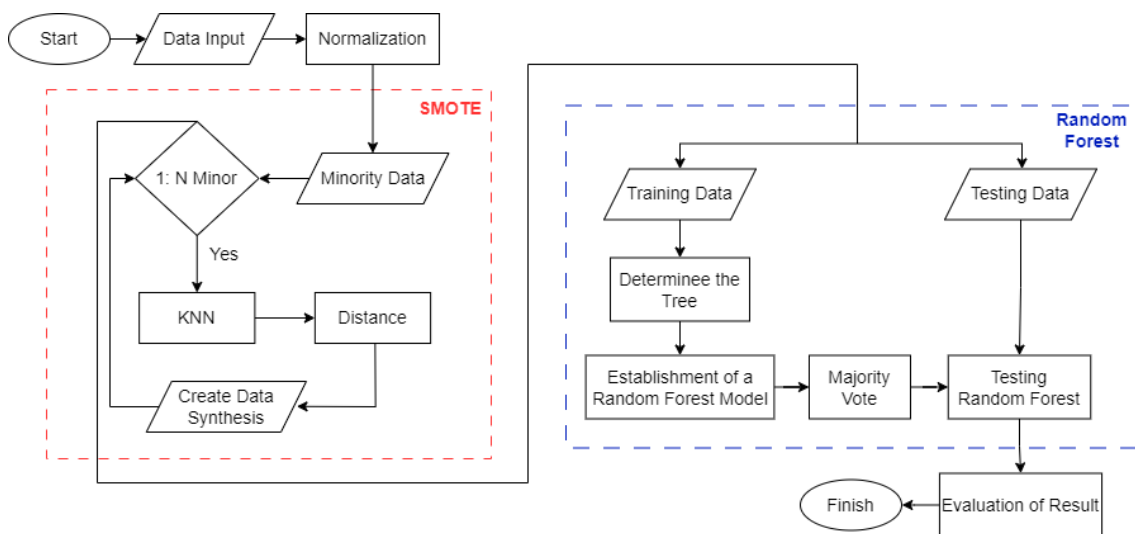 Start
Data Input
Normalization
SMOTE
1: N Minor
Minority Data
Yes
KNN
Distance
Create Data
Synthesis
Random
Forest
Training Data
Testing Data
Determinee the
Tree
Establishment of a
Random Forest Model
Majority
Vote
Testing
Random Forest
Finish
Evaluation of Result